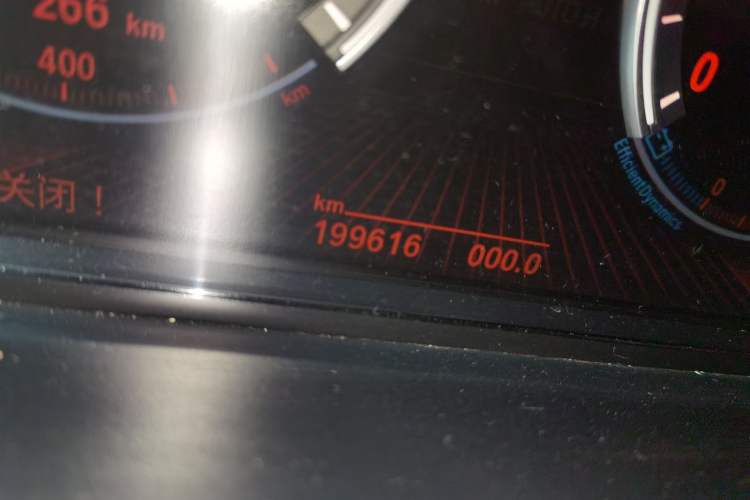 266 km
400
km
0
EfficientDynamics
0
关闭！
km
199616 000.0